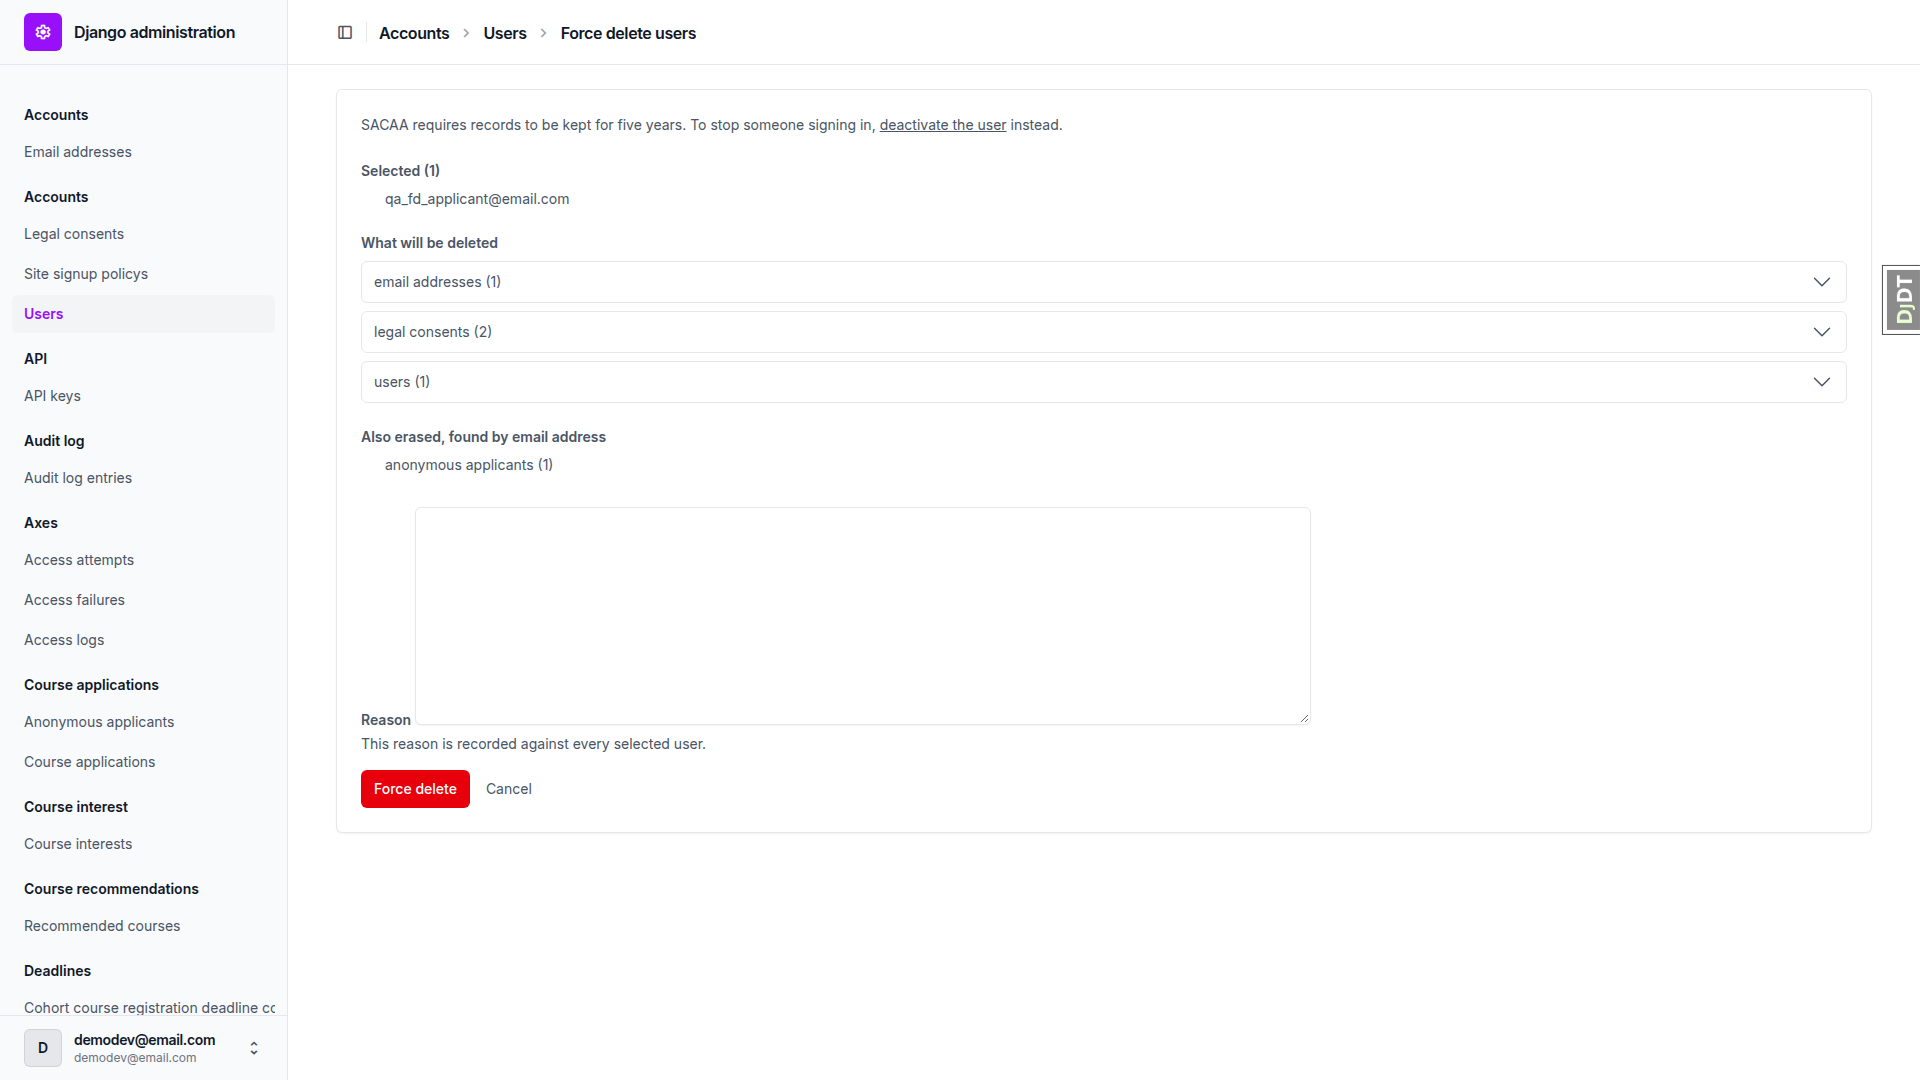 Django administration
Accounts
Email addresses
Accounts
Legal consents
Site signup policys
Users
API
API keys
Audit log
Audit log entries
Axes
Access attempts
Access failures
Access logs
Course applications
Anonymous applicants
Course applications
Course interest
Course interests
Course recommendations
Recommended courses
Deadlines
Cohort course registration deadline co
D
demodev@email.com
demodev@email.com
Accounts > Users > Force delete users
SACAA requires records to be kept for five years. To stop someone signing in, deactivate the user instead.
Selected (1)
qa_fd_applicant@email.com
What will be deleted
email addresses (1)
legal consents (2)
users (1)
Also erased, found by email address
anonymous applicants (1)
Reason
This reason is recorded against every selected user.
Force delete
Cancel
DjDT